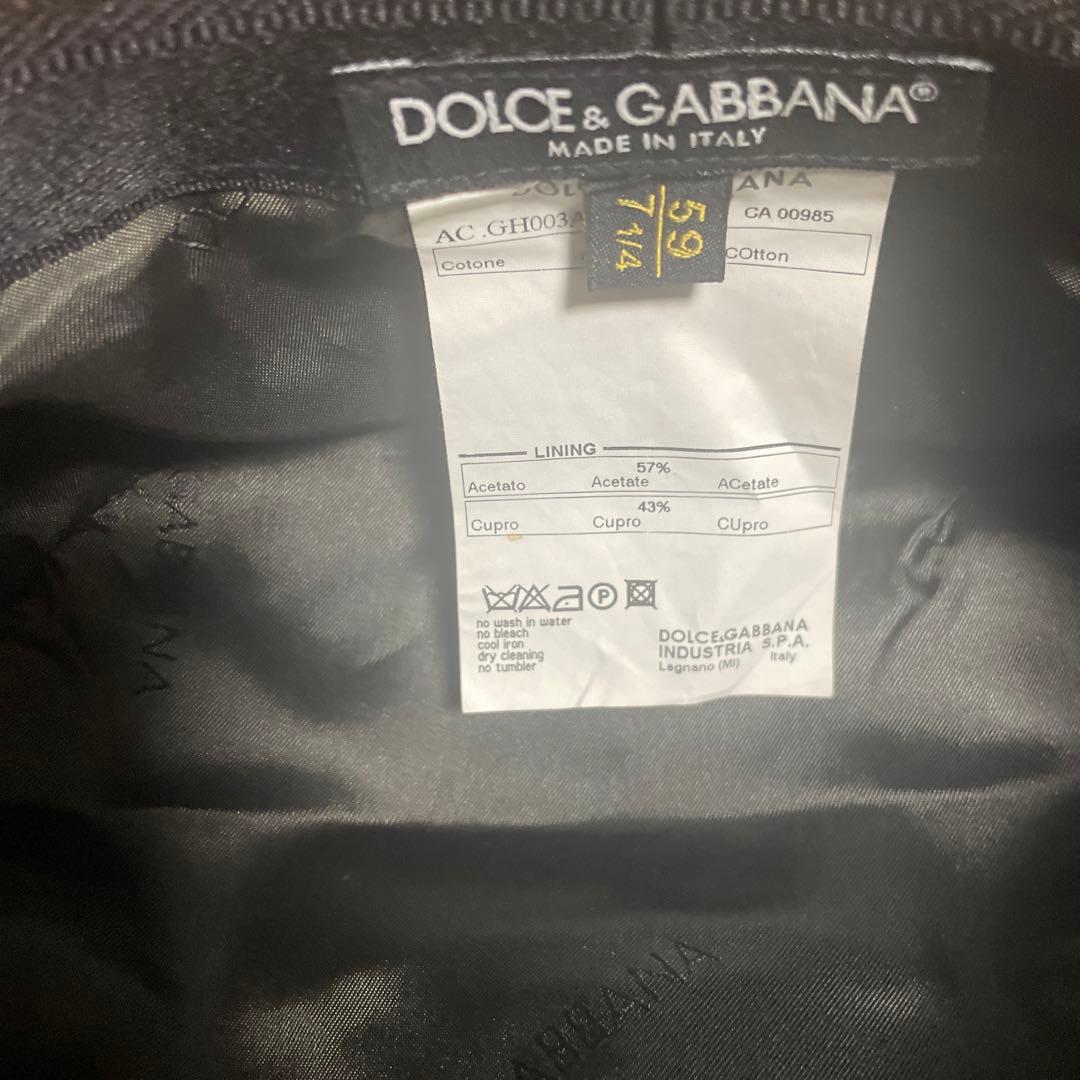 DOLCE & GABBANA®
MADE IN ITALY
ANA
AC .GH003A CA 00985
59
7 1/4
Cotone COtton
LINING
57%
Acetato Acetate ACetate
43%
Cupro Cupro CUpro
P
no wash in water
no bleach
cool iron
dry cleaning
no tumbler
DOLCE&GABBANA
INDUSTRIA S.P.A.
Legnano (MI) Italy
ABBANA